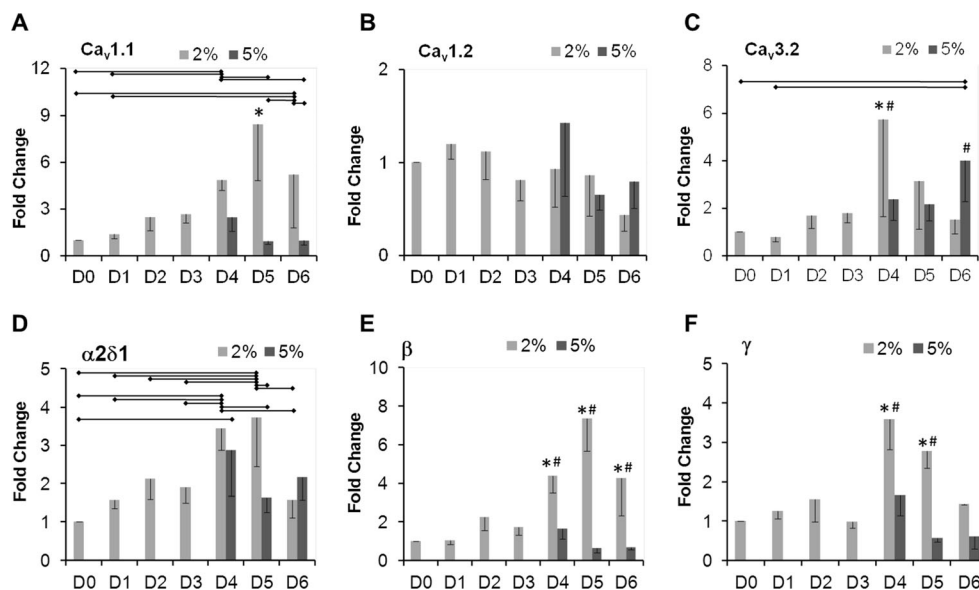 A
Cav1.1
2% 5%
Fold Change
12
9
6
3
0
*
D0 D1 D2 D3 D4 D5 D6
B
Cav1.2
2% 5%
Fold Change
2
1
0
D0 D1 D2 D3 D4 D5 D6
C
Cav3.2
2% 5%
Fold Change
8
6
4
2
0
*#
#
D0 D1 D2 D3 D4 D5 D6
D
α2δ1
2% 5%
Fold Change
5
4
3
2
1
0
D0 D1 D2 D3 D4 D5 D6
E
β
2% 5%
Fold Change
10
8
6
4
2
0
*#
*#
*#
D0 D1 D2 D3 D4 D5 D6
F
γ
2% 5%
Fold Change
5
4
3
2
1
0
*#
*#
D0 D1 D2 D3 D4 D5 D6